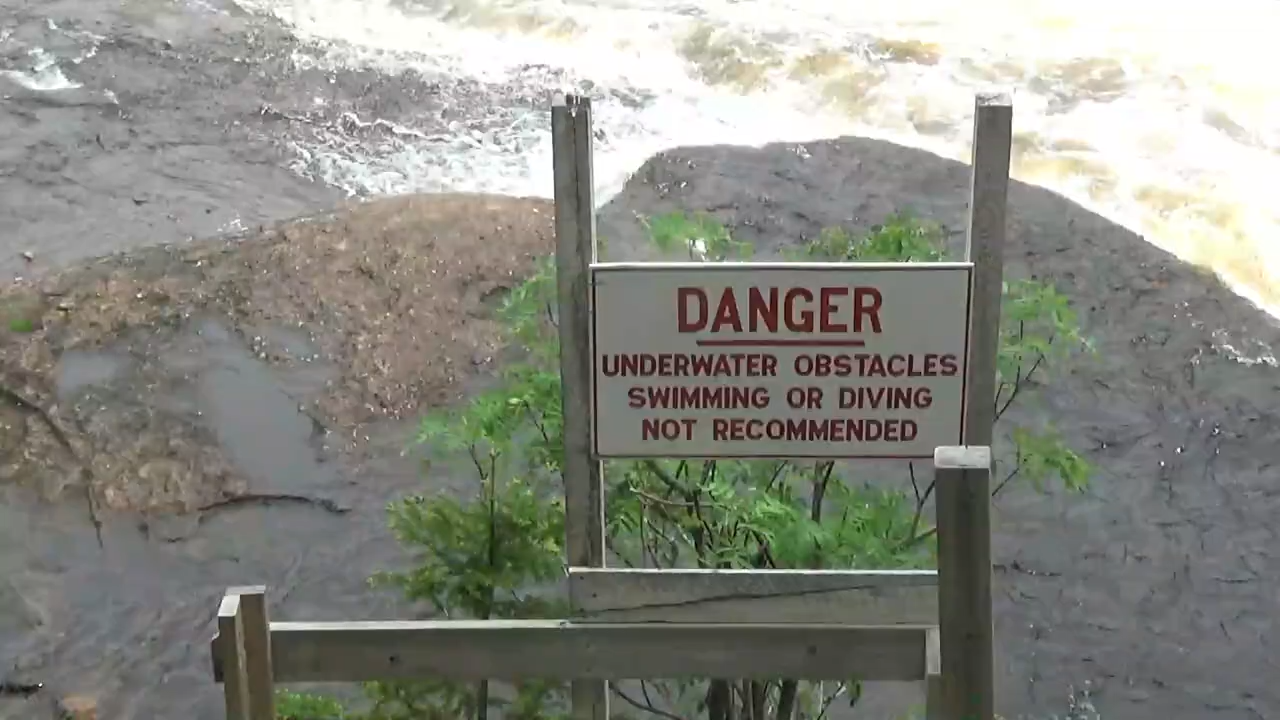 DANGER
UNDERWATER OBSTACLES
SWIMMING OR DIVING
NOT RECOMMENDED